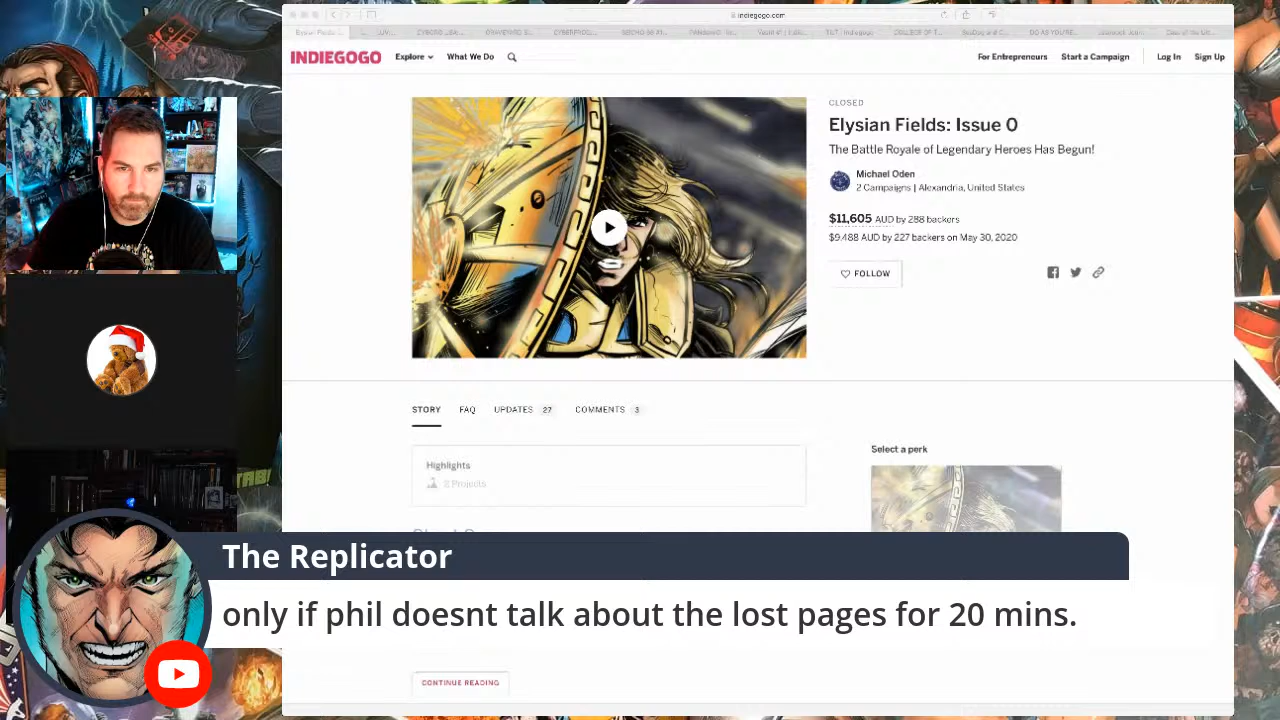 indiegogo.com
INDIEGOGO
Explore
What We Do
For Entrepreneurs
Start a Campaign
Log In
Sign Up
CLOSED
Elysian Fields: Issue 0
The Battle Royale of Legendary Heroes Has Begun!
Michael Oden
2 Campaigns | Alexandria, United States
$11,605 AUD by 288 backers
$9,488 AUD by 227 backers on May 30, 2020
FOLLOW
STORY
FAQ
UPDATES 27
COMMENTS 3
Highlights
2 Projects
Select a perk
TAB!
The Replicator
only if phil doesnt talk about the lost pages for 20 mins.
CONTINUE READING